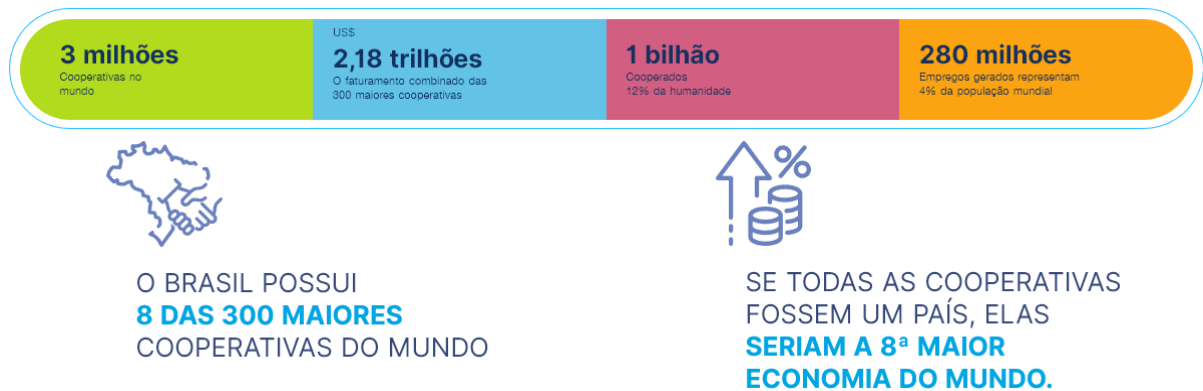 3 milhões
Cooperativas no
mundo
US$
2,18 trilhões
O faturamento combinado das
300 maiores cooperativas
1 bilhão
Cooperados
12% da humanidade
280 milhões
Empregos gerados representam
4% da população mundial
%
O BRASIL POSSUI
8 DAS 300 MAIORES
COOPERATIVAS DO MUNDO
SE TODAS AS COOPERATIVAS
FOSSEM UM PAÍS, ELAS
SERIAM A 8ª MAIOR
ECONOMIA DO MUNDO.